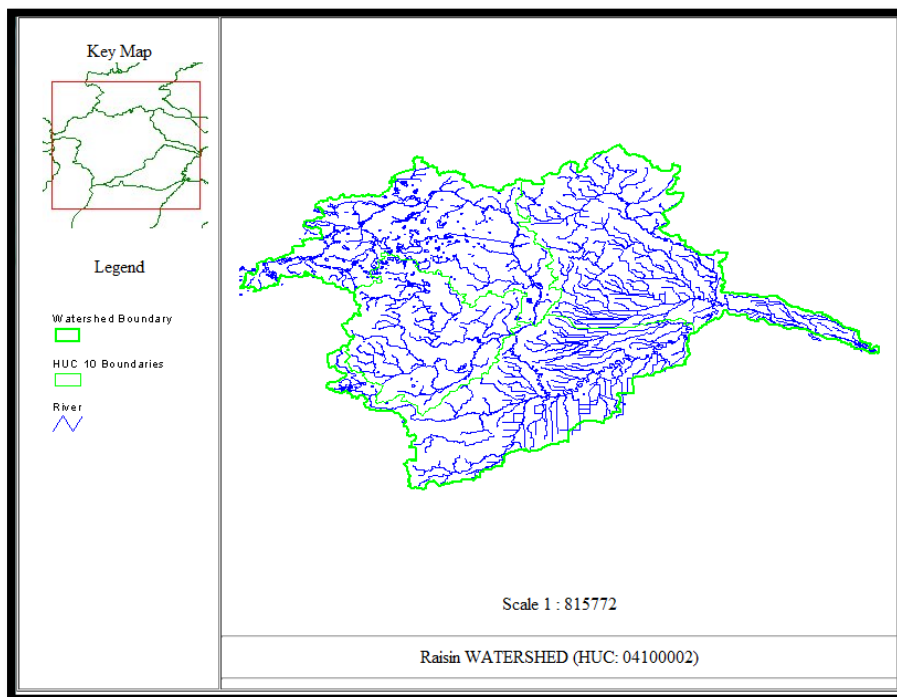 Key Map
Legend
Watershed Boundary
HUC 10 Boundaries
River
Scale 1 : 815772
Raisin WATERSHED (HUC: 04100002)